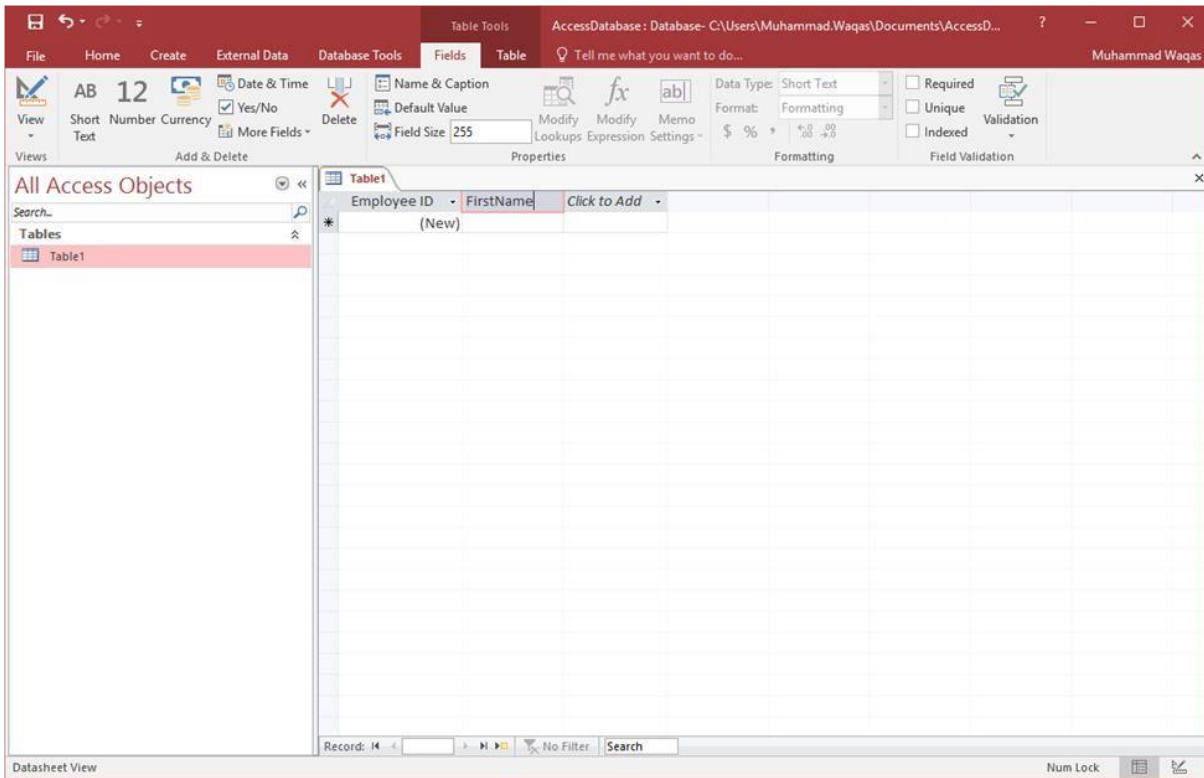 Table Tools
AccessDatabase : Database- C:\Users\Muhammad.Waqas\Documents\AccessD... ?
File Home Create External Data Database Tools Fields Table Tell me what you want to do... Muhammad Waqas
View
Views
AB
Short
Text
12
Number
Currency
Date & Time
Yes/No
More Fields
Add & Delete
Delete
Name & Caption
Default Value
Field Size 255
Modify
Lookups
fx
Modify
Expression
ab
Memo
Settings
Properties
Data Type: Short Text
Format: Formatting
$ % , .00 .00
Formatting
Required
Unique
Indexed
Validation
Field Validation
All Access Objects
Search...
Tables
Table1
Table1
Employee ID FirstName Click to Add
(New)
Record: No Filter Search
Datasheet View Num Lock